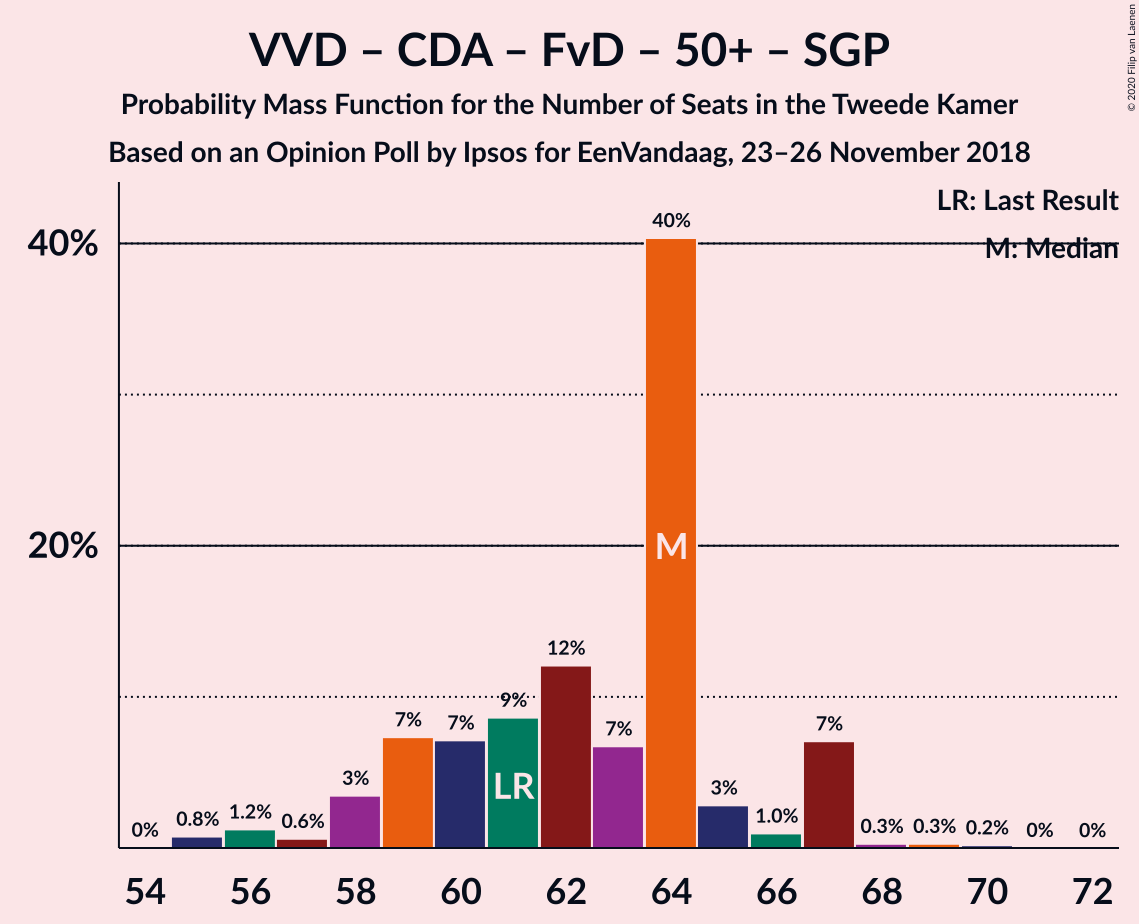 VVD – CDA – FvD – 50+ – SGP
Probability Mass Function for the Number of Seats in the Tweede Kamer
Based on an Opinion Poll by Ipsos for EenVandaag, 23–26 November 2018
© 2020 Filip van Laenen
LR: Last Result
M: Median
40%
20%
0%
0.8%
1.2%
0.6%
3%
7%
7%
9%
12%
7%
40%
3%
1.0%
7%
0.3%
0.3%
0.2%
0%
0%
LR
M
54 56 58 60 62 64 66 68 70 72